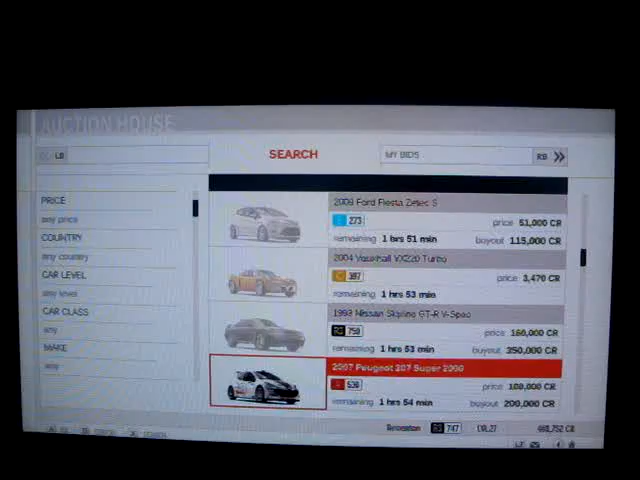 AUCTION HOUSE
LB
SEARCH
MY BIDS
RB
PRICE
any price
COUNTRY
any country
CAR LEVEL
any level
CAR CLASS
any
MAKE
any
2009 Ford Fiesta Zetec S
273
price 51,000 CR
remaining 1 hrs 51 min
buyout 115,000 CR
2004 Vauxhall VX220 Turbo
C 397
price 3,470 CR
remaining 1 hrs 53 min
Nissan Skyline GT-R V-Spec
R3 750
price 160,000 CR
remaining 1 hrs 53 min
buyout 350,000 CR
2007 Peugeot 207 Super 2000
price 100,000 CR
remaining 1 hrs 54 min
buyout 200,000 CR
747
LVL27